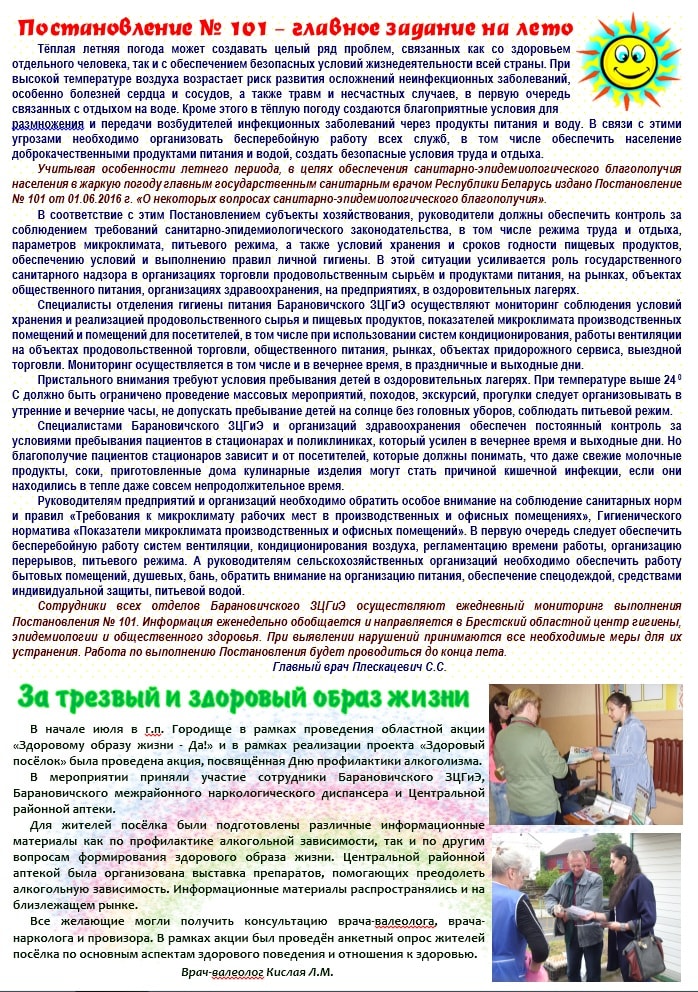 Постановление № 101 – главное задание на лето
Тёплая летняя погода может создавать целый ряд проблем, связанных как со здоровьем
отдельного человека, так и с обеспечением безопасных условий жизнедеятельности всей страны. При
высокой температуре воздуха возрастает риск развития осложнений неинфекционных заболеваний,
особенно болезней сердца и сосудов, а также травм и несчастных случаев, в первую очередь
связанных с отдыхом на воде. Кроме этого в тёплую погоду создаются благоприятные условия для
размножения и передачи возбудителей инфекционных заболеваний через продукты питания и воду. В связи с этими
угрозами необходимо организовать бесперебойную работу всех служб, в том числе обеспечить население
доброкачественными продуктами питания и водой, создать безопасные условия труда и отдыха.
Учитывая особенности летнего периода, в целях обеспечения санитарно-эпидемиологического благополучия
населения в жаркую погоду главным государственным санитарным врачом Республики Беларусь издано Постановление
№ 101 от 01.06.2016 г. «О некоторых вопросах санитарно-эпидемиологического благополучия».
В соответствие с этим Постановлением субъекты хозяйствования, руководители должны обеспечить контроль за
соблюдением требований санитарно-эпидемиологического законодательства, в том числе режима труда и отдыха,
параметров микроклимата, питьевого режима, а также условий хранения и сроков годности пищевых продуктов,
обеспечению условий и выполнению правил личной гигиены. В этой ситуации усиливается роль государственного
санитарного надзора в организациях торговли продовольственным сырьём и продуктами питания, на рынках, объектах
общественного питания, организациях здравоохранения, на предприятиях, в оздоровительных лагерях.
Специалисты отделения гигиены питания Барановичского ЗЦГиЭ осуществляют мониторинг соблюдения условий
хранения и реализацией продовольственного сырья и пищевых продуктов, показателей микроклимата производственных
помещений и помещений для посетителей, в том числе при использовании систем кондиционирования, работы вентиляции
на объектах продовольственной торговли, общественного питания, рынках, объектах придорожного сервиса, выездной
торговли. Мониторинг осуществляется в том числе и в вечернее время, в праздничные и выходные дни.
Пристального внимания требуют условия пребывания детей в оздоровительных лагерях. При температуре выше 24 0
С должно быть ограничено проведение массовых мероприятий, походов, экскурсий, прогулки следует организовывать в
утренние и вечерние часы, не допускать пребывание детей на солнце без головных уборов, соблюдать питьевой режим.
Специалистами Барановичского ЗЦГиЭ и организаций здравоохранения обеспечен постоянный контроль за
условиями пребывания пациентов в стационарах и поликлиниках, который усилен в вечернее время и выходные дни. Но
благополучие пациентов стационаров зависит и от посетителей, которые должны понимать, что даже свежие молочные
продукты, соки, приготовленные дома кулинарные изделия могут стать причиной кишечной инфекции, если они
находились в тепле даже совсем непродолжительное время.
Руководителям предприятий и организаций необходимо обратить особое внимание на соблюдение санитарных норм
и правил «Требования к микроклимату рабочих мест в производственных и офисных помещениях», Гигиенического
норматива «Показатели микроклимата производственных и офисных помещений». В первую очередь следует обеспечить
бесперебойную работу систем вентиляции, кондиционирования воздуха, регламентацию времени работы, организацию
перерывов, питьевого режима. А руководителям сельскохозяйственных организаций необходимо обеспечить работу
бытовых помещений, душевых, бань, обратить внимание на организацию питания, обеспечение спецодеждой, средствами
индивидуальной защиты, питьевой водой.
Сотрудники всех отделов Барановичского ЗЦГиЭ осуществляют ежедневный мониторинг выполнения
Постановления № 101. Информация еженедельно обобщается и направляется в Брестский областной центр гигиены,
эпидемиологии и общественного здоровья. При выявлении нарушений принимаются все необходимые меры для их
устранения. Работа по выполнению Постановления будет проводиться до конца лета.
Главный врач Плескацевич С.С.
За трезвый и здоровый образ жизни
В начале июля в г.п. Городище в рамках проведения областной акции
«Здоровому образу жизни - Да!» и в рамках реализации проекта «Здоровый
посёлок» была проведена акция, посвящённая Дню профилактики алкоголизма.
В мероприятии приняли участие сотрудники Барановичского ЗЦГиЭ,
Барановичского межрайонного наркологического диспансера и Центральной
районной аптеки.
Для жителей посёлка были подготовлены различные информационные
материалы как по профилактике алкогольной зависимости, так и по другим
вопросам формирования здорового образа жизни. Центральной районной
аптекой была организована выставка препаратов, помогающих преодолеть
алкогольную зависимость. Информационные материалы распространялись и на
близлежащем рынке.
Все желающие могли получить консультацию врача-валеолога, врача-
нарколога и провизора. В рамках акции был проведён анкетный опрос жителей
посёлка по основным аспектам здорового поведения и отношения к здоровью.
Врач-валеолог Кислая Л.М.